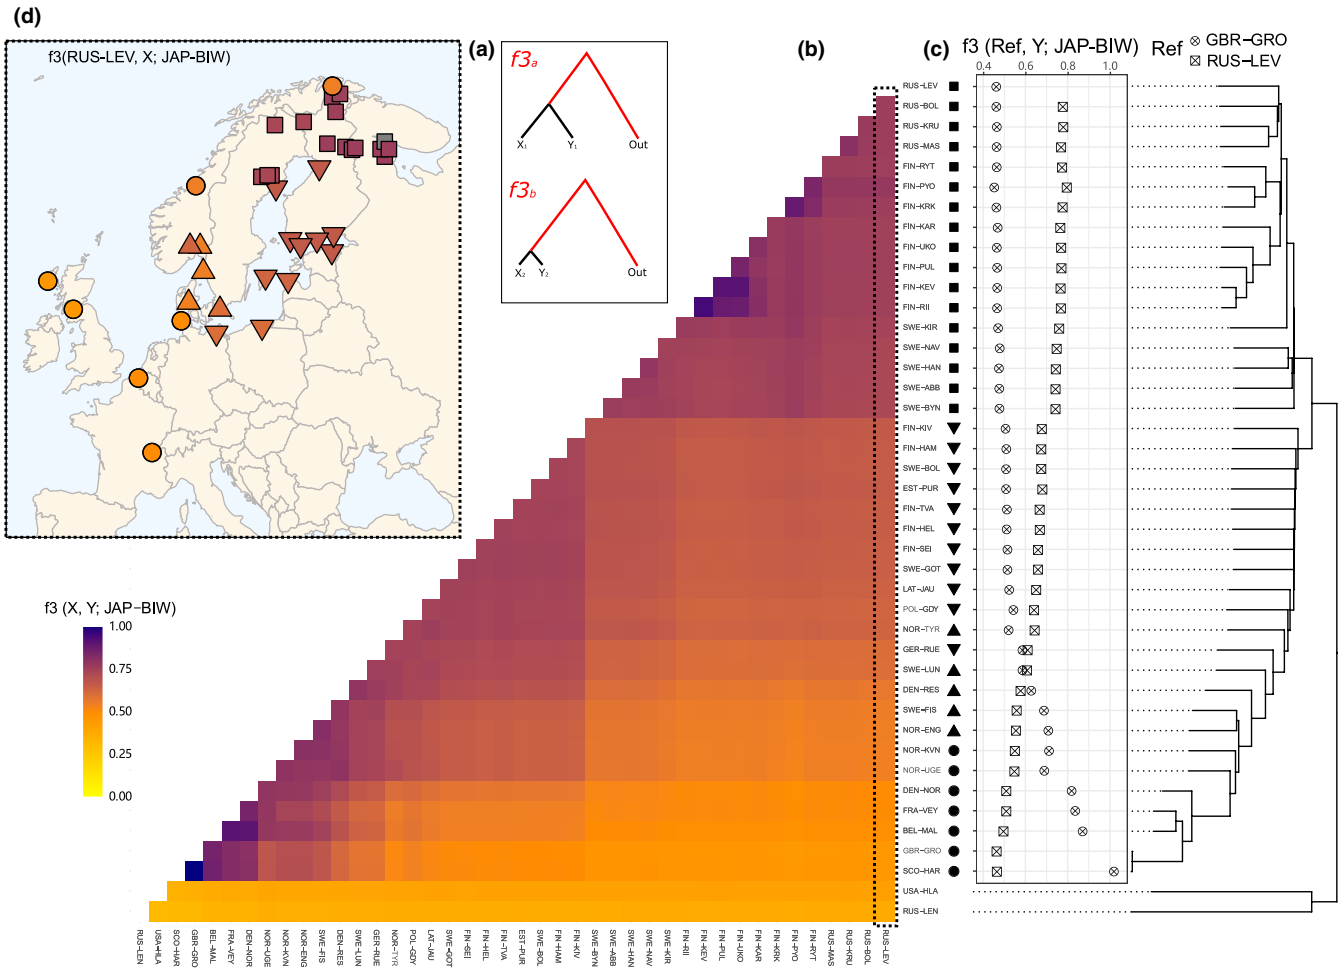 (d)
f3(RUS-LEV, X; JAP-BIW)
(a)
f3a
X₁
Y₁
Out
f3b
X₂
Y₂
Out
(b)
f3 (X, Y; JAP−BIW)
1.00
0.75
0.50
0.25
0.00
RUS-LEN
USA-HLA
SCO-HAR
GBR-GRO
BEL-MAL
FRA-VEY
DEN-NOR
NOR-UGE
NOR-KVN
NOR-ENG
SWE-FIS
DEN-RES
SWE-LUN
GER-RUE
NOR-TYR
POL-GDY
LAT-JAU
SWE-GOT
FIN-SEI
FIN-HEL
FIN-TVA
EST-PUR
SWE-BOL
FIN-HAM
FIN-KIV
SWE-BYN
SWE-ABB
SWE-HAN
SWE-NAV
SWE-KIR
FIN-RII
FIN-KEV
FIN-PUL
FIN-UKO
FIN-KAR
FIN-KRK
FIN-PYO
FIN-RYT
RUS-MAS
RUS-KRU
RUS-BOL
RUS-LEV
(c)
f3 (Ref, Y; JAP-BIW)
Ref
GBR−GRO
RUS−LEV
0.4 0.6 0.8 1.0
RUS−LEV
RUS−BOL
RUS−KRU
RUS−MAS
FIN−RYT
FIN−PYO
FIN−KRK
FIN−KAR
FIN−UKO
FIN−PUL
FIN−KEV
FIN−RII
SWE−KIR
SWE−NAV
SWE−HAN
SWE−ABB
SWE−BYN
FIN−KIV
FIN−HAM
SWE−BOL
EST−PUR
FIN−TVA
FIN−HEL
FIN−SEI
SWE−GOT
LAT−JAU
POL−GDY
NOR−TYR
GER−RUE
SWE−LUN
DEN−RES
SWE−FIS
NOR−ENG
NOR−KVN
NOR−UGE
DEN−NOR
FRA−VEY
BEL−MAL
GBR−GRO
SCO−HAR
USA−HLA
RUS−LEN